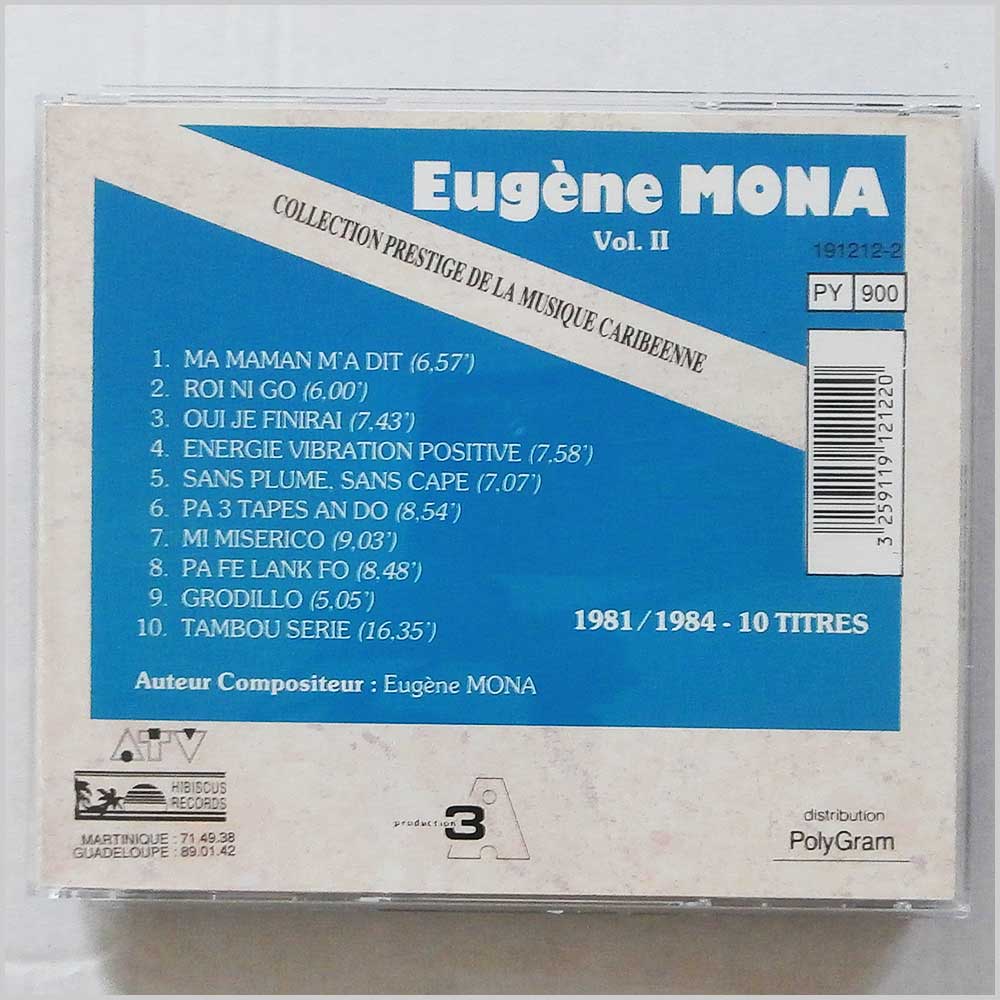 Eugène MONA
Vol. II
COLLECTION PRESTIGE DE LA MUSIQUE CARIBEENNE
191212-2
PY 900
3 259119 121220
1. MA MAMAN M'A DIT (6,57')
2. ROI NI GO (6,00')
3. OUI JE FINIRAI (7,43')
4. ENERGIE VIBRATION POSITIVE (7,58')
5. SANS PLUME, SANS CAPE (7,07')
6. PA 3 TAPES AN DO (8,54')
7. MI MISERICO (9,03')
8. PA FE LANK FO (8,48')
9. GRODILLO (5,05')
10. TAMBOU SERIE (16,35')
1981 / 1984 - 10 TITRES
Auteur Compositeur : Eugène MONA
ATV
HIBISCUS
RECORDS
MARTINIQUE : 71.49.38
GUADELOUPE : 89.01.42
production 3A
distribution
PolyGram